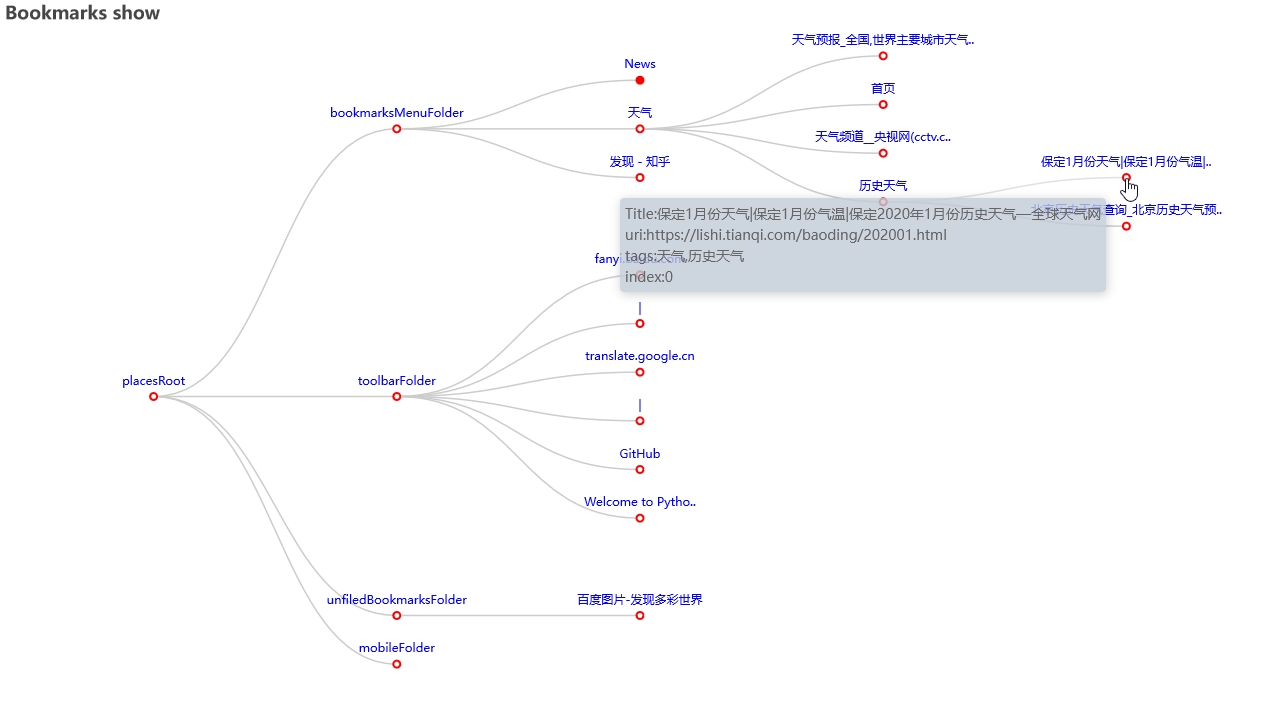 Bookmarks show
天气预报_全国,世界主要城市天气..
News
首页
bookmarksMenuFolder
天气
天气频道__央视网(cctv.c..
发现 - 知乎
保定1月份天气|保定1月份气温|..
历史天气
北京历史天气查询_北京历史天气预..
Title:保定1月份天气|保定1月份气温|保定2020年1月份历史天气—全球天气网
uri:https://lishi.tianqi.com/baoding/202001.html
tags:天气,历史天气
index:0
|
translate.google.cn
placesRoot
toolbarFolder
|
GitHub
Welcome to Pytho..
unfiledBookmarksFolder
百度图片-发现多彩世界
mobileFolder